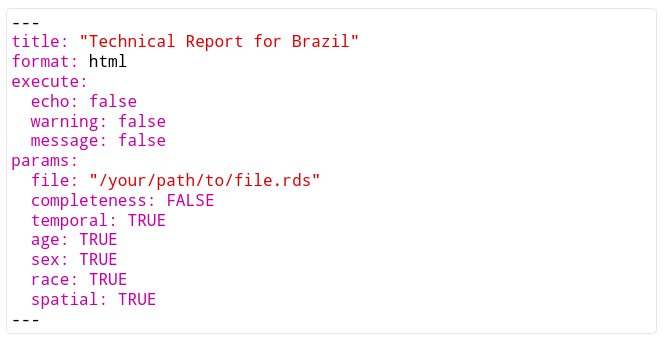 ---
title: "Technical Report for Brazil"
format: html
execute:
  echo: false
  warning: false
  message: false
params:
  file: "/your/path/to/file.rds"
  completeness: FALSE
  temporal: TRUE
  age: TRUE
  sex: TRUE
  race: TRUE
  spatial: TRUE
---